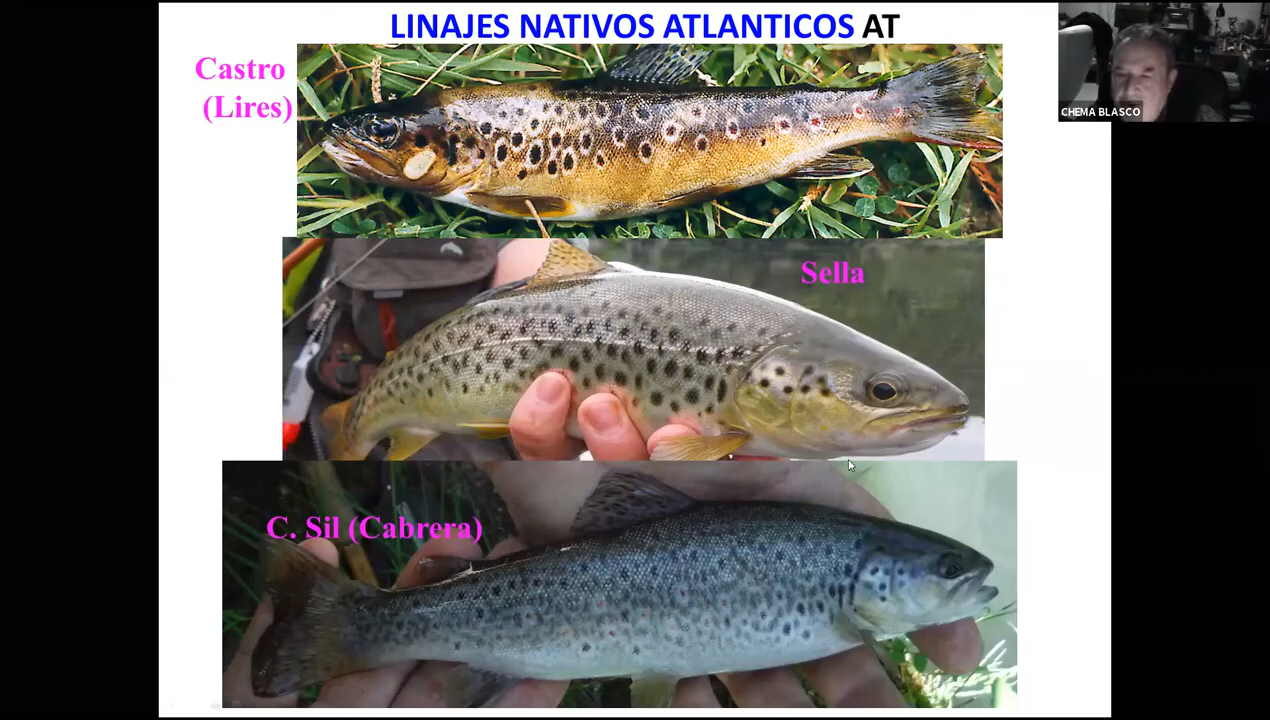 LINAJES NATIVOS ATLANTICOS AT
Castro
(Lires)
CHEMA BLASCO
Sella
C. Sil (Cabrera)